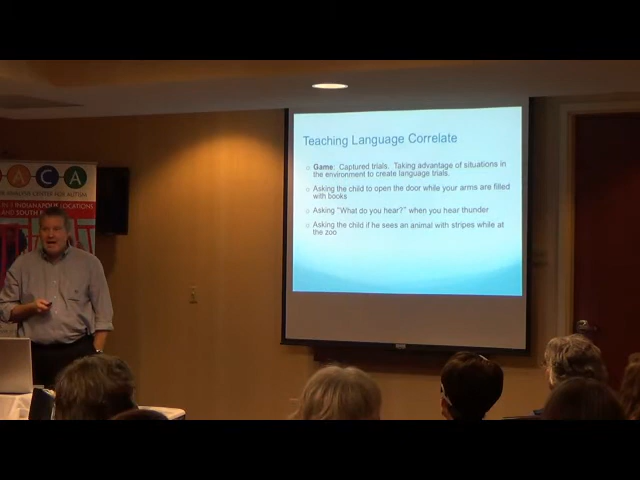 A C A
CENTER FOR AUTISM
INDIANAPOLIS LOCATIONS
AND SOUTH
Teaching Language Correlate
Game: Captured trials. Taking advantage of situations in
the environment to create language trials.
Asking the child to open the door while your arms are filled
with books
Asking "What do you hear?" when you hear thunder
Asking the child if he sees an animal with stripes while at
the zoo